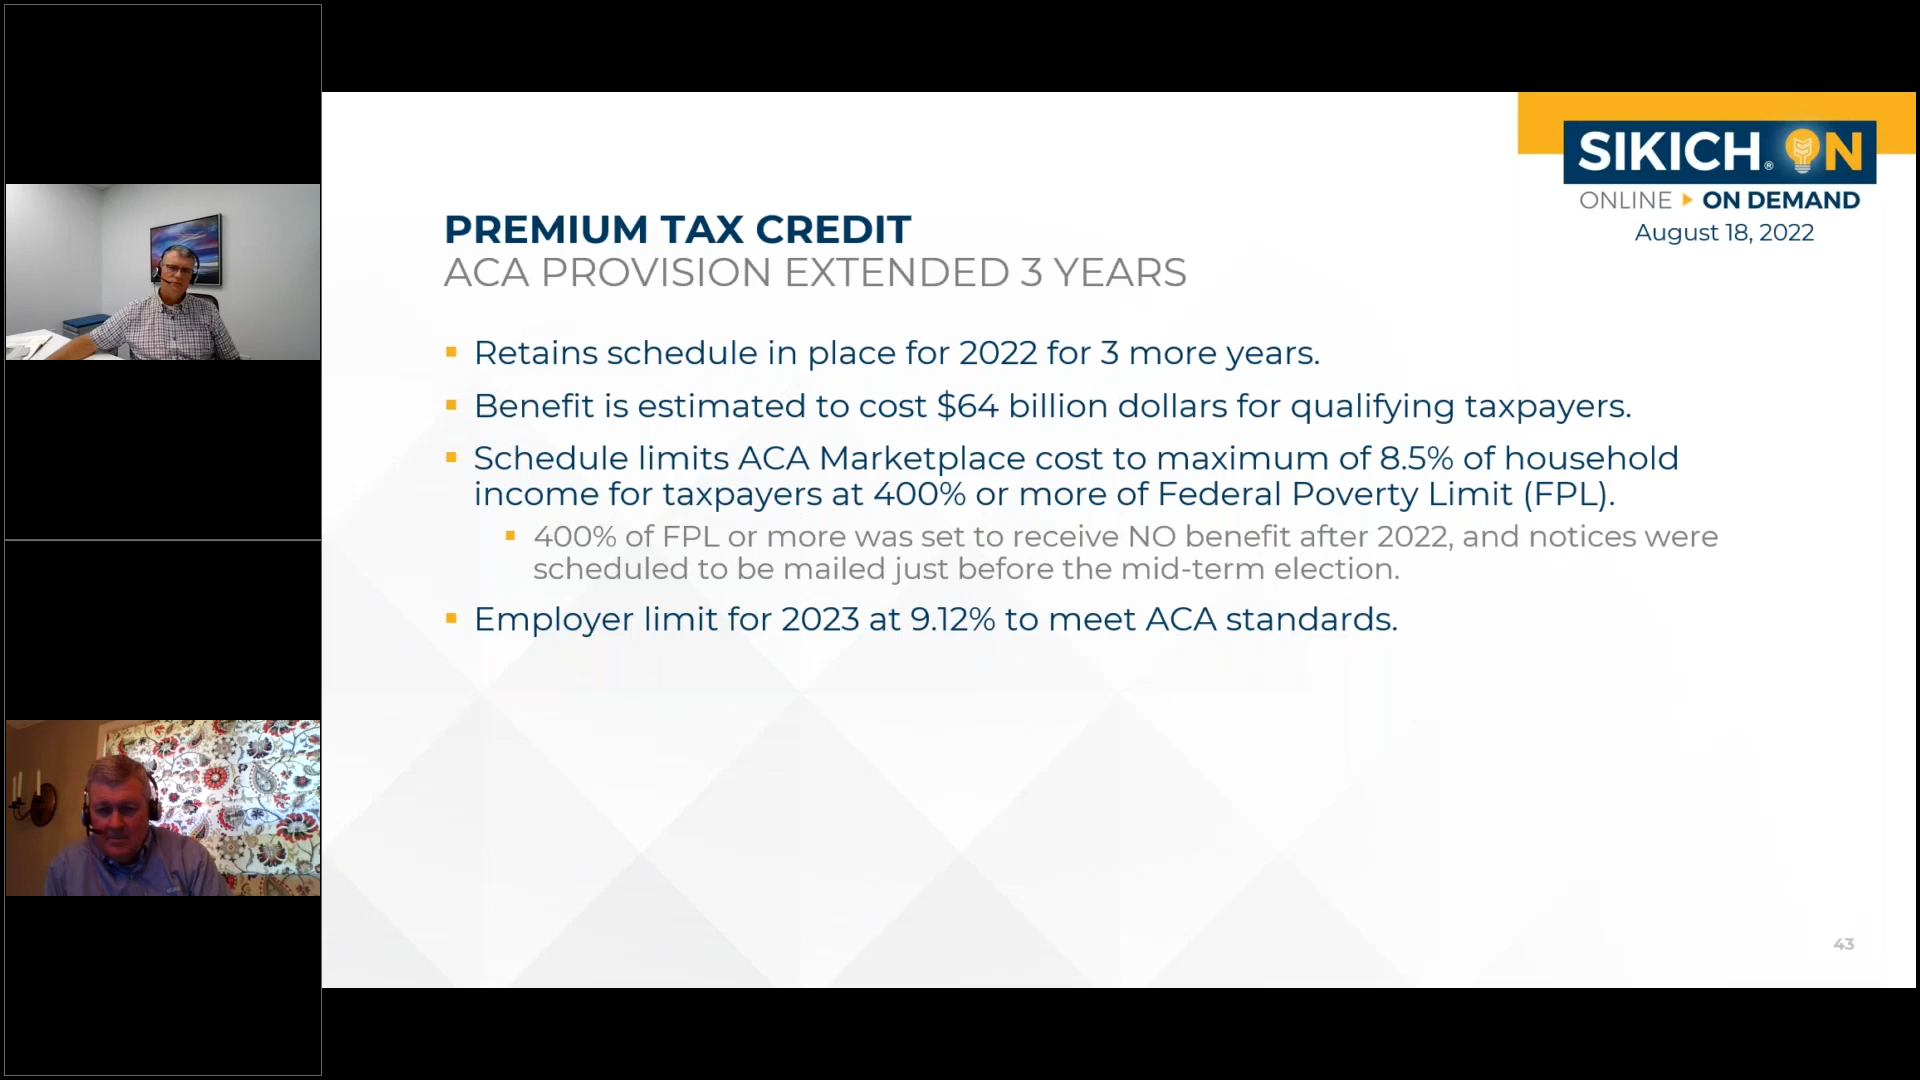 SIKICH® ON
ONLINE ▸ ON DEMAND
August 18, 2022
PREMIUM TAX CREDIT
ACA PROVISION EXTENDED 3 YEARS
▪ Retains schedule in place for 2022 for 3 more years.
▪ Benefit is estimated to cost $64 billion dollars for qualifying taxpayers.
▪ Schedule limits ACA Marketplace cost to maximum of 8.5% of household
income for taxpayers at 400% or more of Federal Poverty Limit (FPL).
▪ 400% of FPL or more was set to receive NO benefit after 2022, and notices were
scheduled to be mailed just before the mid-term election.
▪ Employer limit for 2023 at 9.12% to meet ACA standards.
43